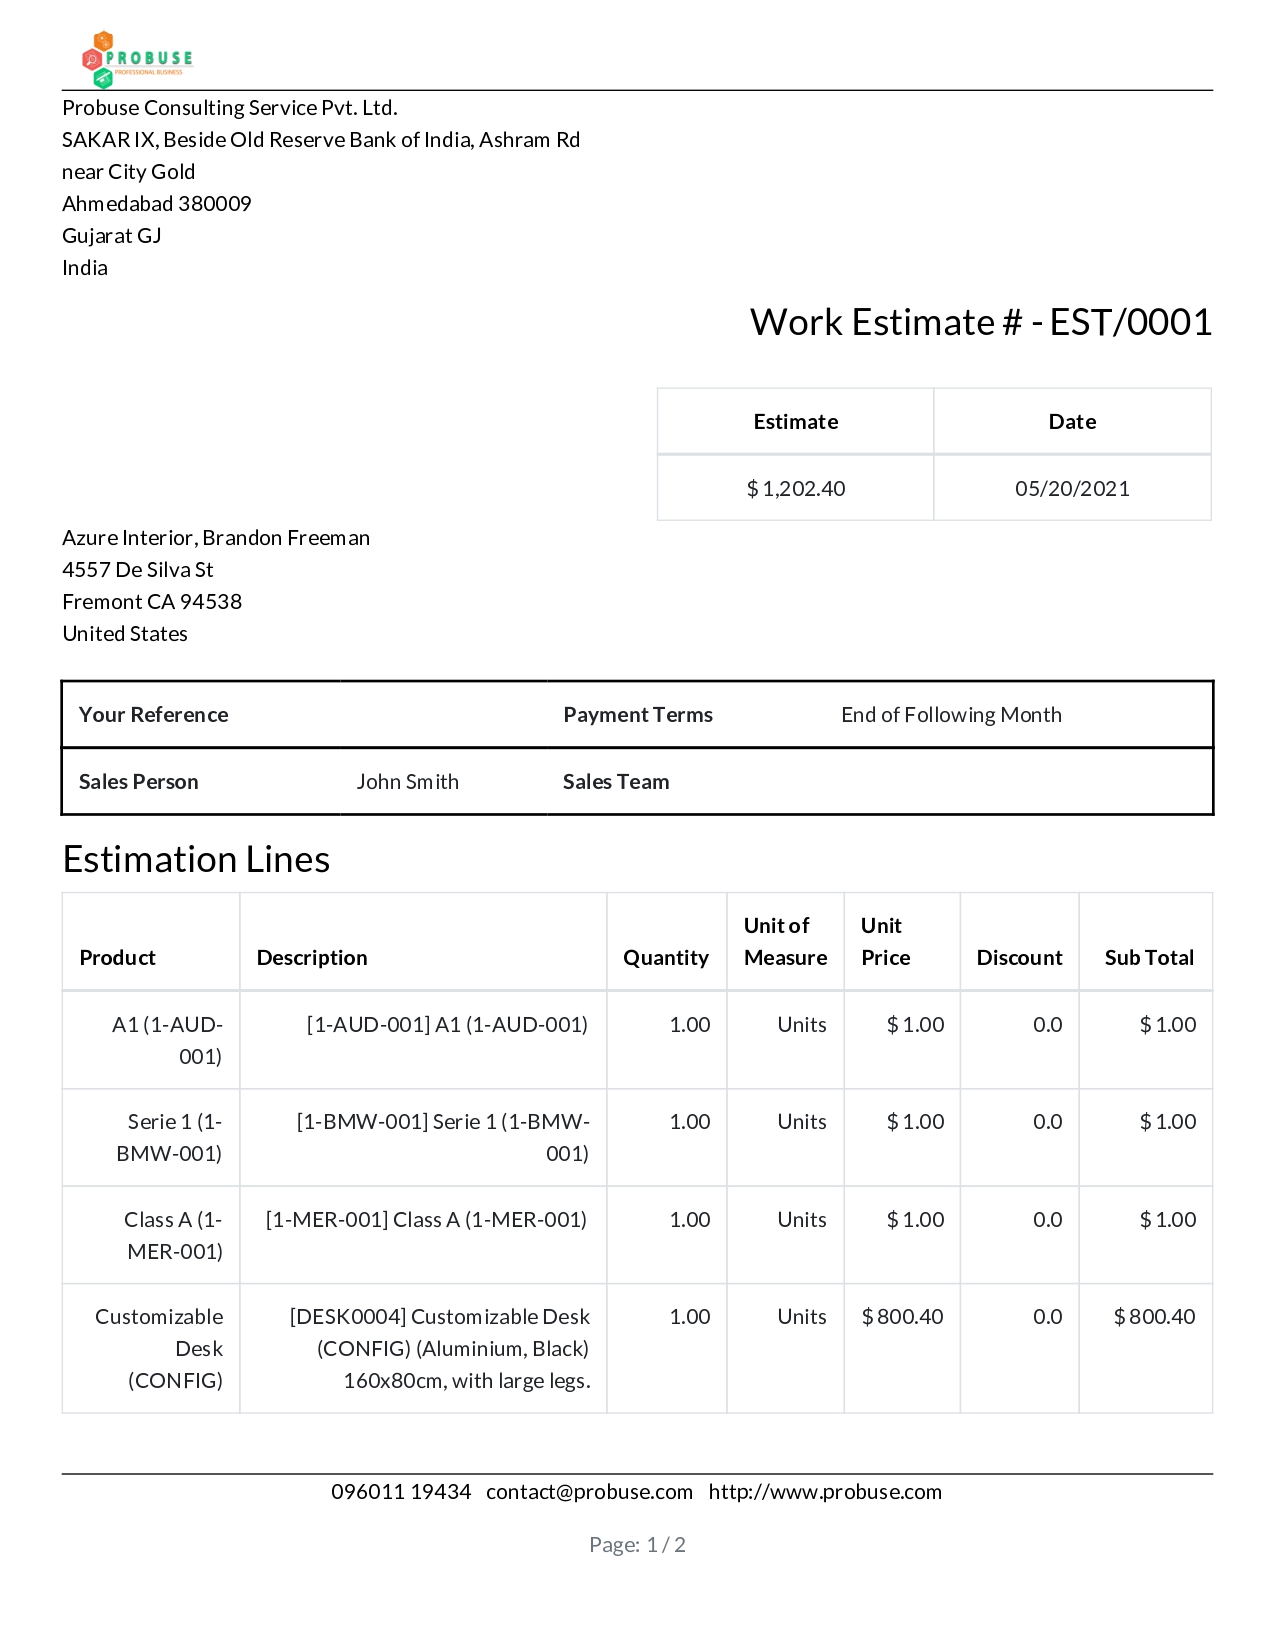 PROBUSE
PROFESSIONAL BUSINESS
Probuse Consulting Service Pvt. Ltd.
SAKAR IX, Beside Old Reserve Bank of India, Ashram Rd
near City Gold
Ahmedabad 380009
Gujarat GJ
India
Work Estimate # - EST/0001
Estimate Date
$ 1,202.40 05/20/2021
Azure Interior, Brandon Freeman
4557 De Silva St
Fremont CA 94538
United States
Your Reference Payment Terms End of Following Month
Sales Person John Smith Sales Team
Estimation Lines
Unit of Unit
Product Description Quantity Measure Price Discount Sub Total
A1 (1-AUD- [1-AUD-001] A1 (1-AUD-001) 1.00 Units $ 1.00 0.0 $ 1.00
001)
Serie 1 (1- [1-BMW-001] Serie 1 (1-BMW- 1.00 Units $ 1.00 0.0 $ 1.00
BMW-001) 001)
Class A (1- [1-MER-001] Class A (1-MER-001) 1.00 Units $ 1.00 0.0 $ 1.00
MER-001)
Customizable [DESK0004] Customizable Desk 1.00 Units $ 800.40 0.0 $ 800.40
Desk (CONFIG) (Aluminium, Black)
(CONFIG) 160x80cm, with large legs.
096011 19434 contact@probuse.com http://www.probuse.com
Page: 1 / 2